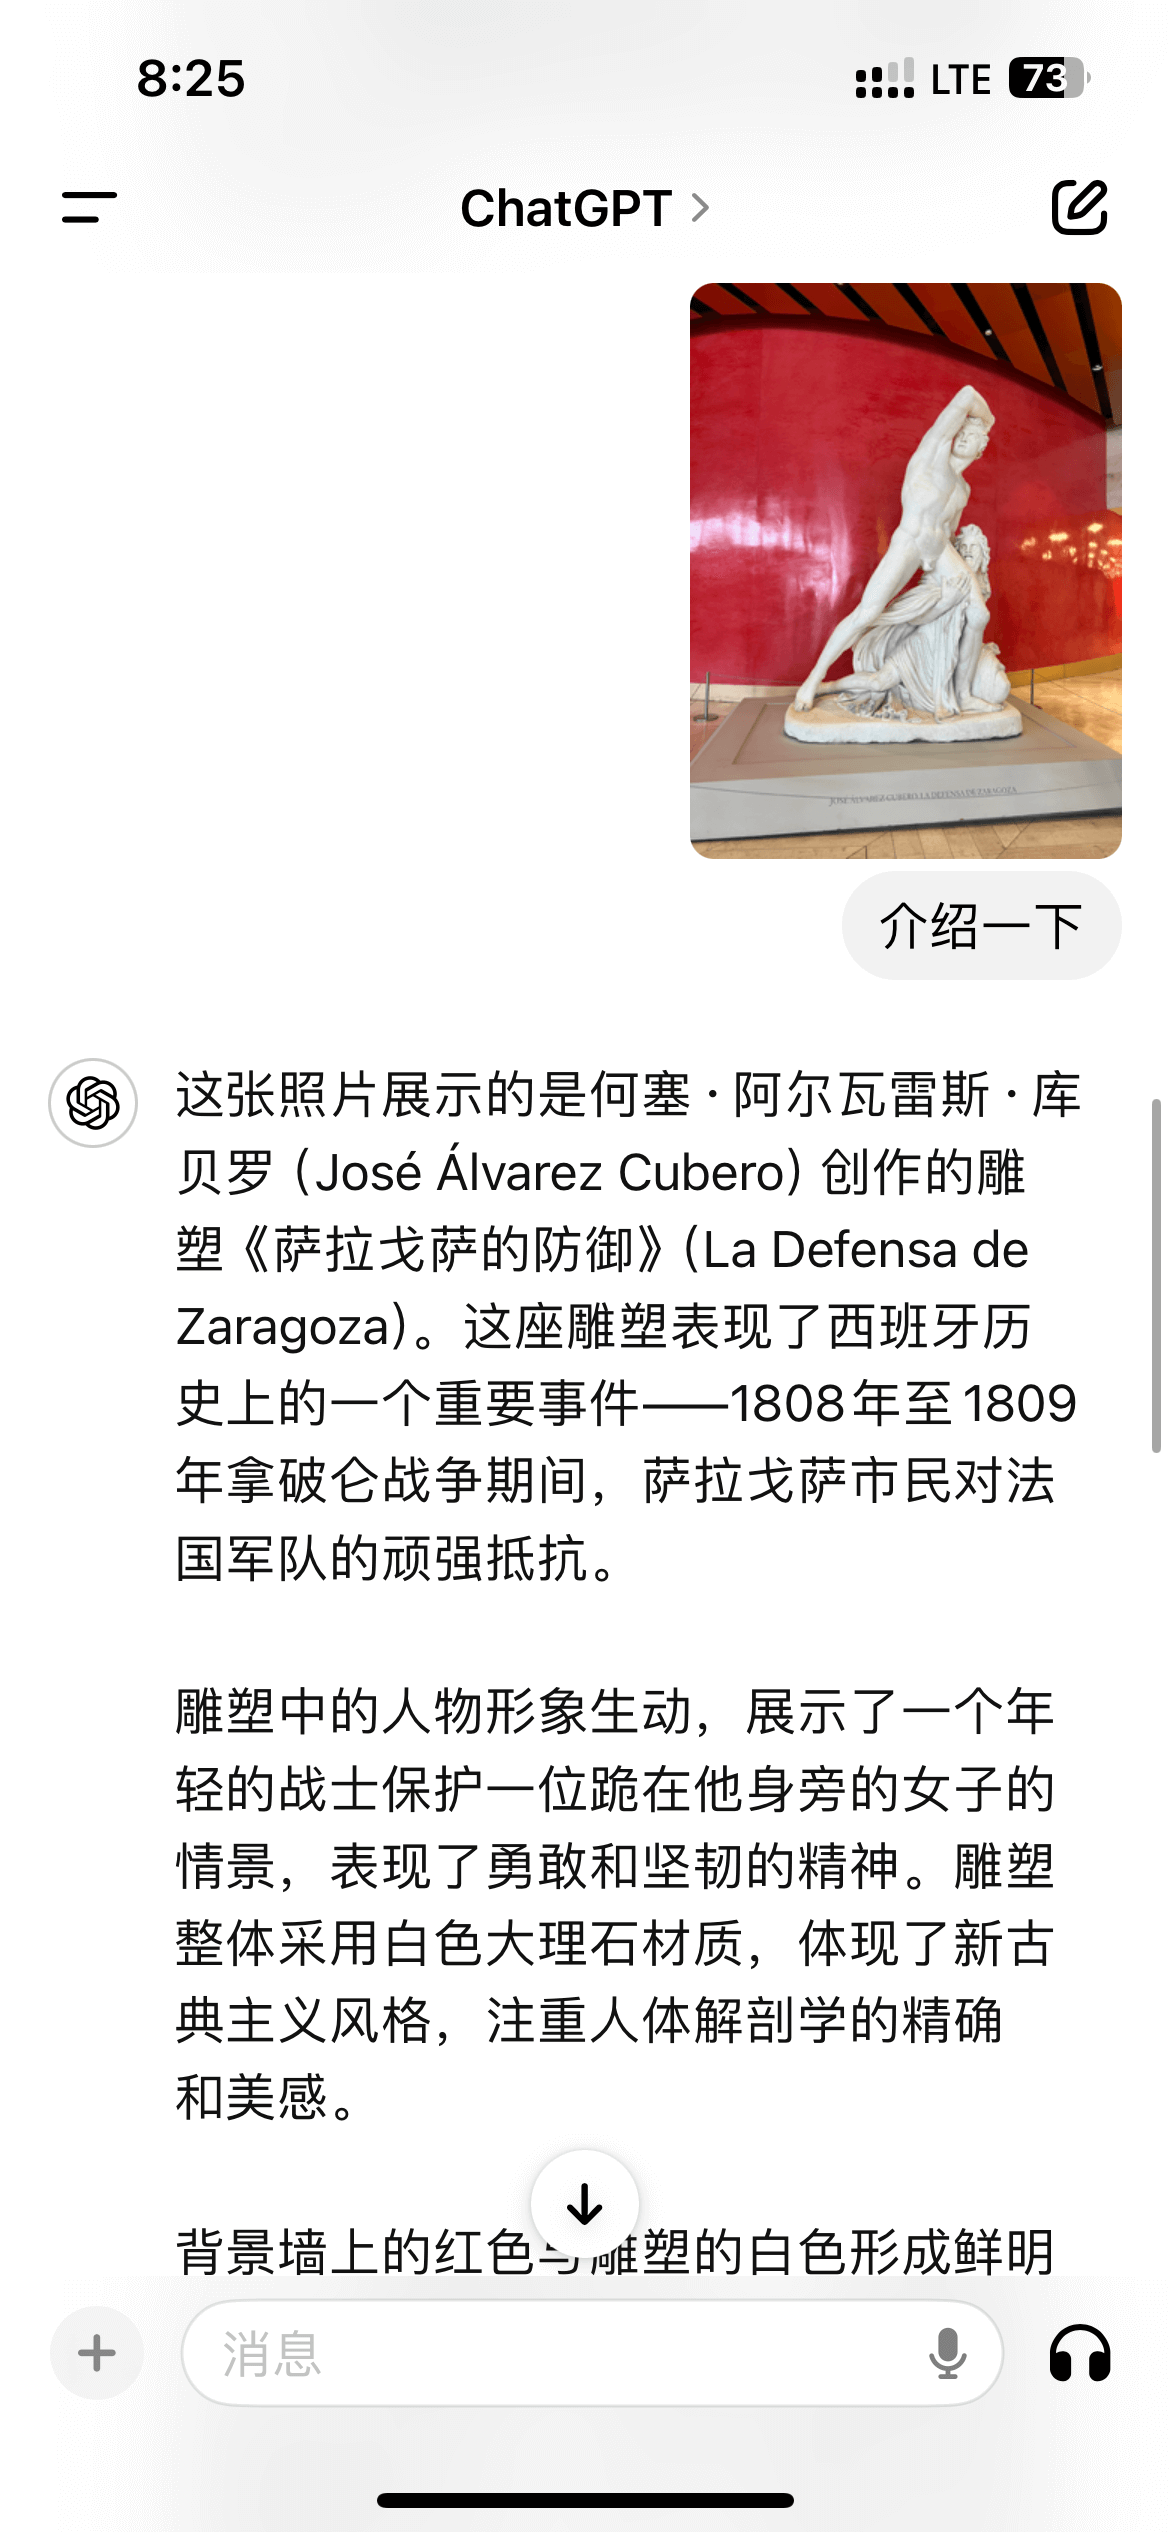 8:25
LTE 73
ChatGPT
JOSÉ ÁLVAREZ CUBERO, LA DEFENSA DE ZARAGOZA
介绍一下
这张照片展示的是何塞·阿尔瓦雷斯·库
贝罗（José Álvarez Cubero）创作的雕
塑《萨拉戈萨的防御》（La Defensa de
Zaragoza）。这座雕塑表现了西班牙历
史上的一个重要事件——1808年至1809
年拿破仑战争期间，萨拉戈萨市民对法
国军队的顽强抵抗。
雕塑中的人物形象生动，展示了一个年
轻的战士保护一位跪在他身旁的女子的
情景，表现了勇敢和坚韧的精神。雕塑
整体采用白色大理石材质，体现了新古
典主义风格，注重人体解剖学的精确
和美感。
背景墙上的红色与雕塑的白色形成鲜明
消息